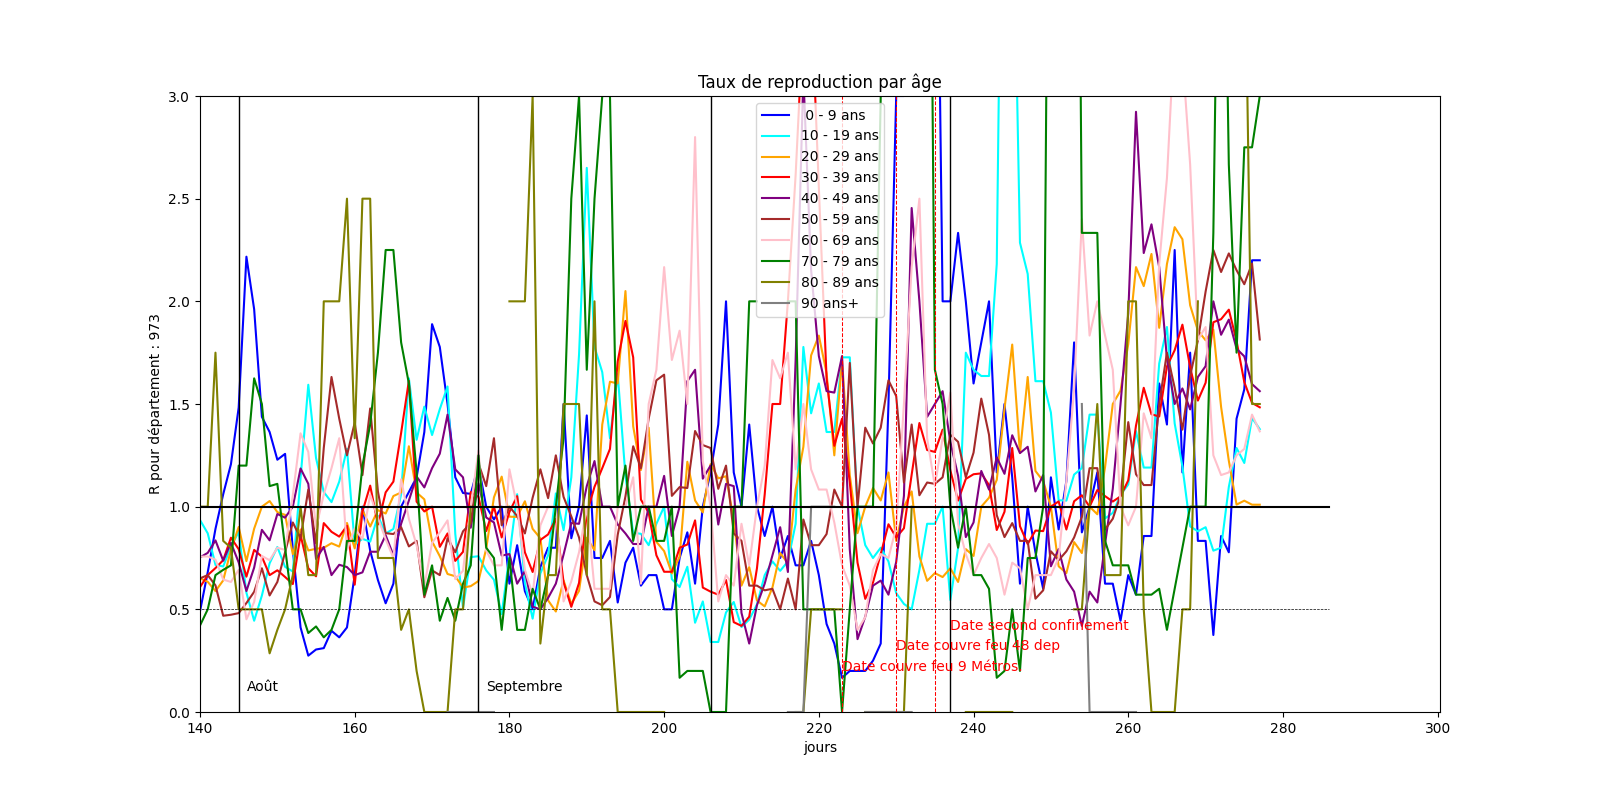 Taux de reproduction par âge
R pour département : 973
3.0
2.5
2.0
1.5
1.0
0.5
0.0
0 - 9 ans
10 - 19 ans
20 - 29 ans
30 - 39 ans
40 - 49 ans
50 - 59 ans
60 - 69 ans
70 - 79 ans
80 - 89 ans
90 ans+
Date second confinement
Date couvre feu 48 dep
Date couvre feu 9 Métros
Août
Septembre
140 160 180 200 220 240 260 280 300
jours